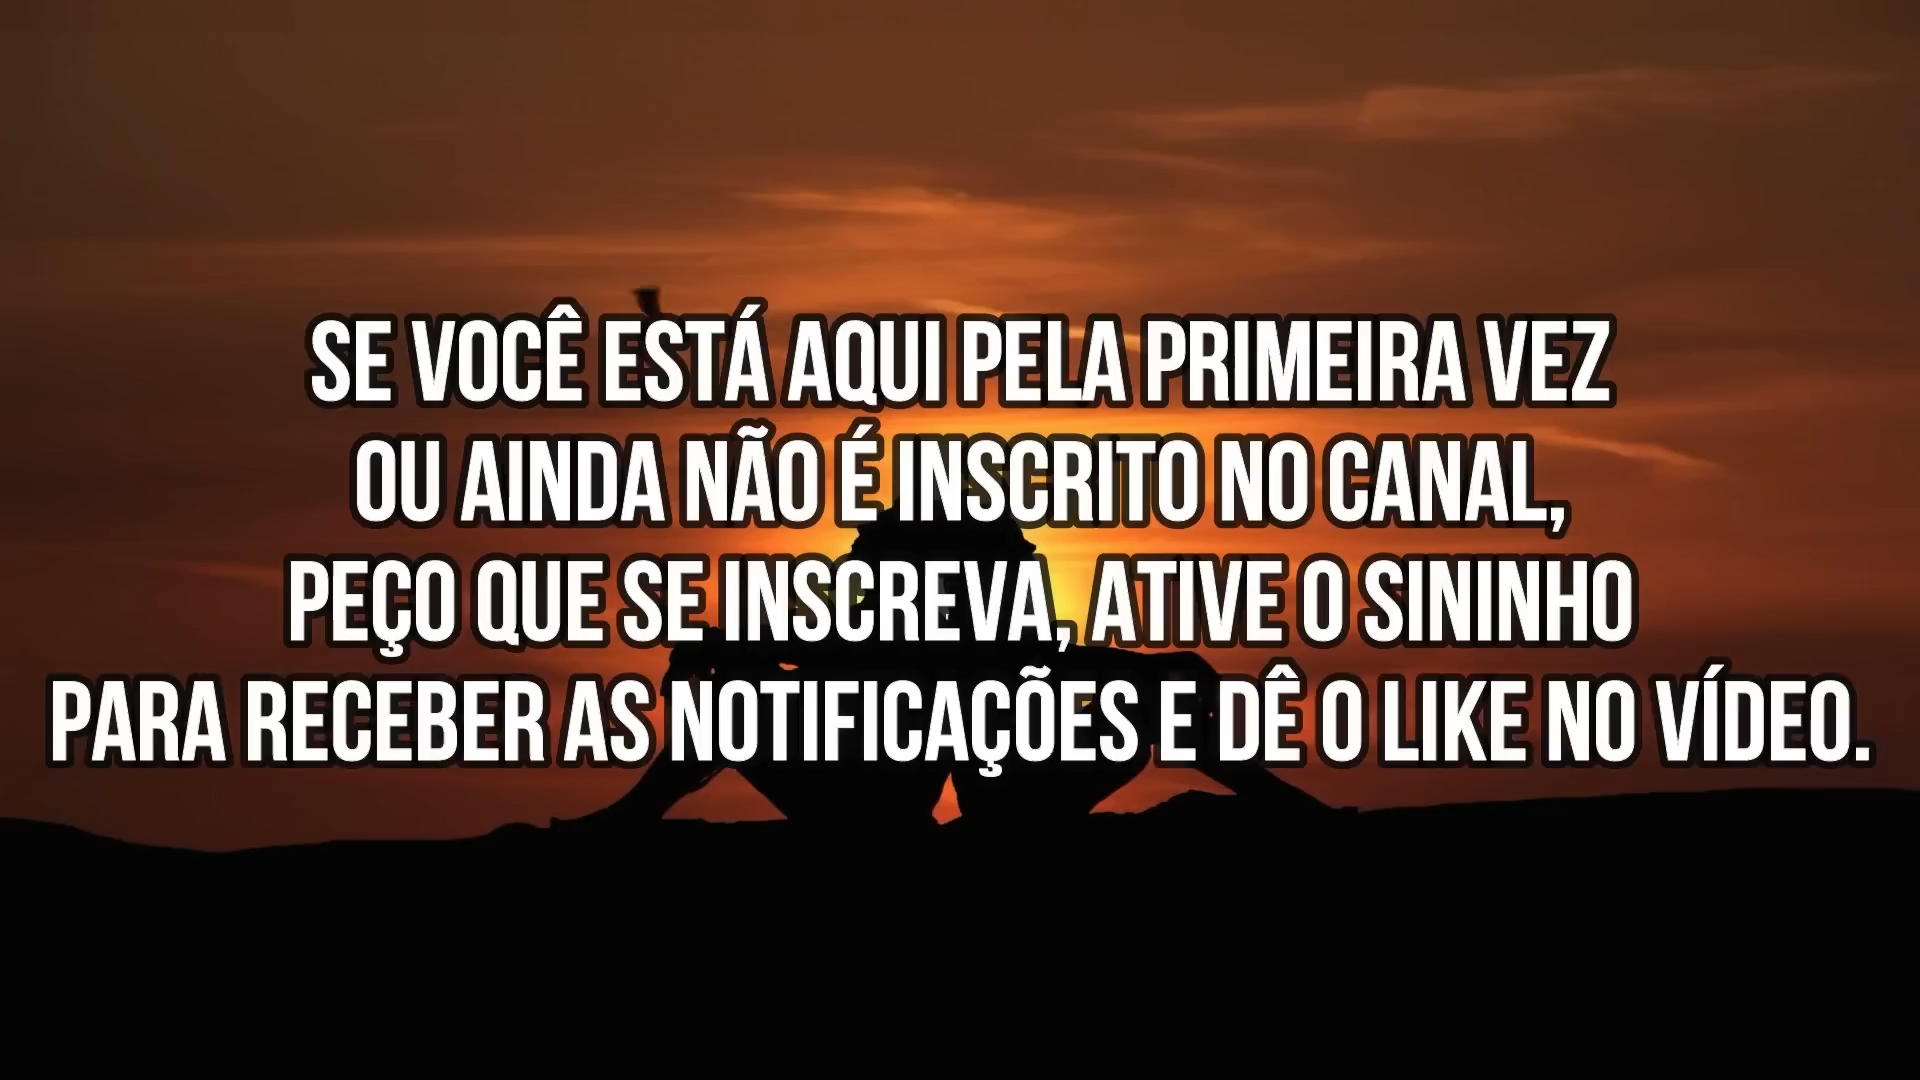 SE VOCÊ ESTÁ AQUI PELA PRIMEIRA VEZ
OU AINDA NÃO É INSCRITO NO CANAL,
PEÇO QUE SE INSCREVA, ATIVE O SININHO
PARA RECEBER AS NOTIFICAÇÕES E DÊ O LIKE NO VÍDEO.